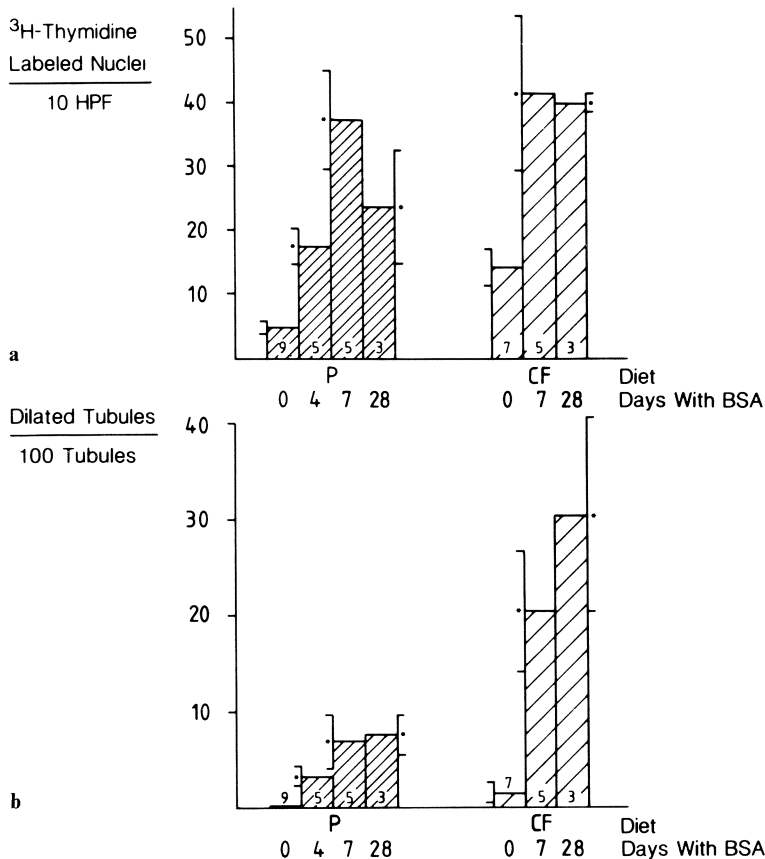 ³H-Thymidine
Labeled Nuclei
10 HPF
50
40
30
20
10
9 5 5 3 7 5 3
a
P CF Diet
0 4 7 28 0 7 28 Days With BSA
Dilated Tubules
100 Tubules
40
30
20
10
9 5 5 3 7 5 3
b
P CF Diet
0 4 7 28 0 7 28 Days With BSA